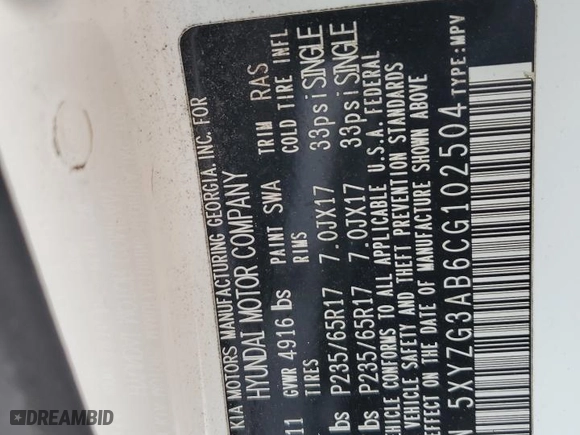 KIA MOTORS MANUFACTURING GEORGIA, INC. FOR
HYUNDAI MOTOR COMPANY
11 GVWR 4916 lbs PAINT SWA TRIM RAS
TIRES RIMS COLD TIRE INFL
bs P235/65R17 7.0JX17 33psi SINGLE
bs P235/65R17 7.0JX17 33psi SINGLE
VEHICLE CONFORMS TO ALL APPLICABLE U.S.A. FEDERAL
VEHICLE SAFETY AND THEFT PREVENTION STANDARDS
EFFECT ON THE DATE OF MANUFACTURE SHOWN ABOVE
5XYZG3AB6CG102504 TYPE:MPV
DREAMBID